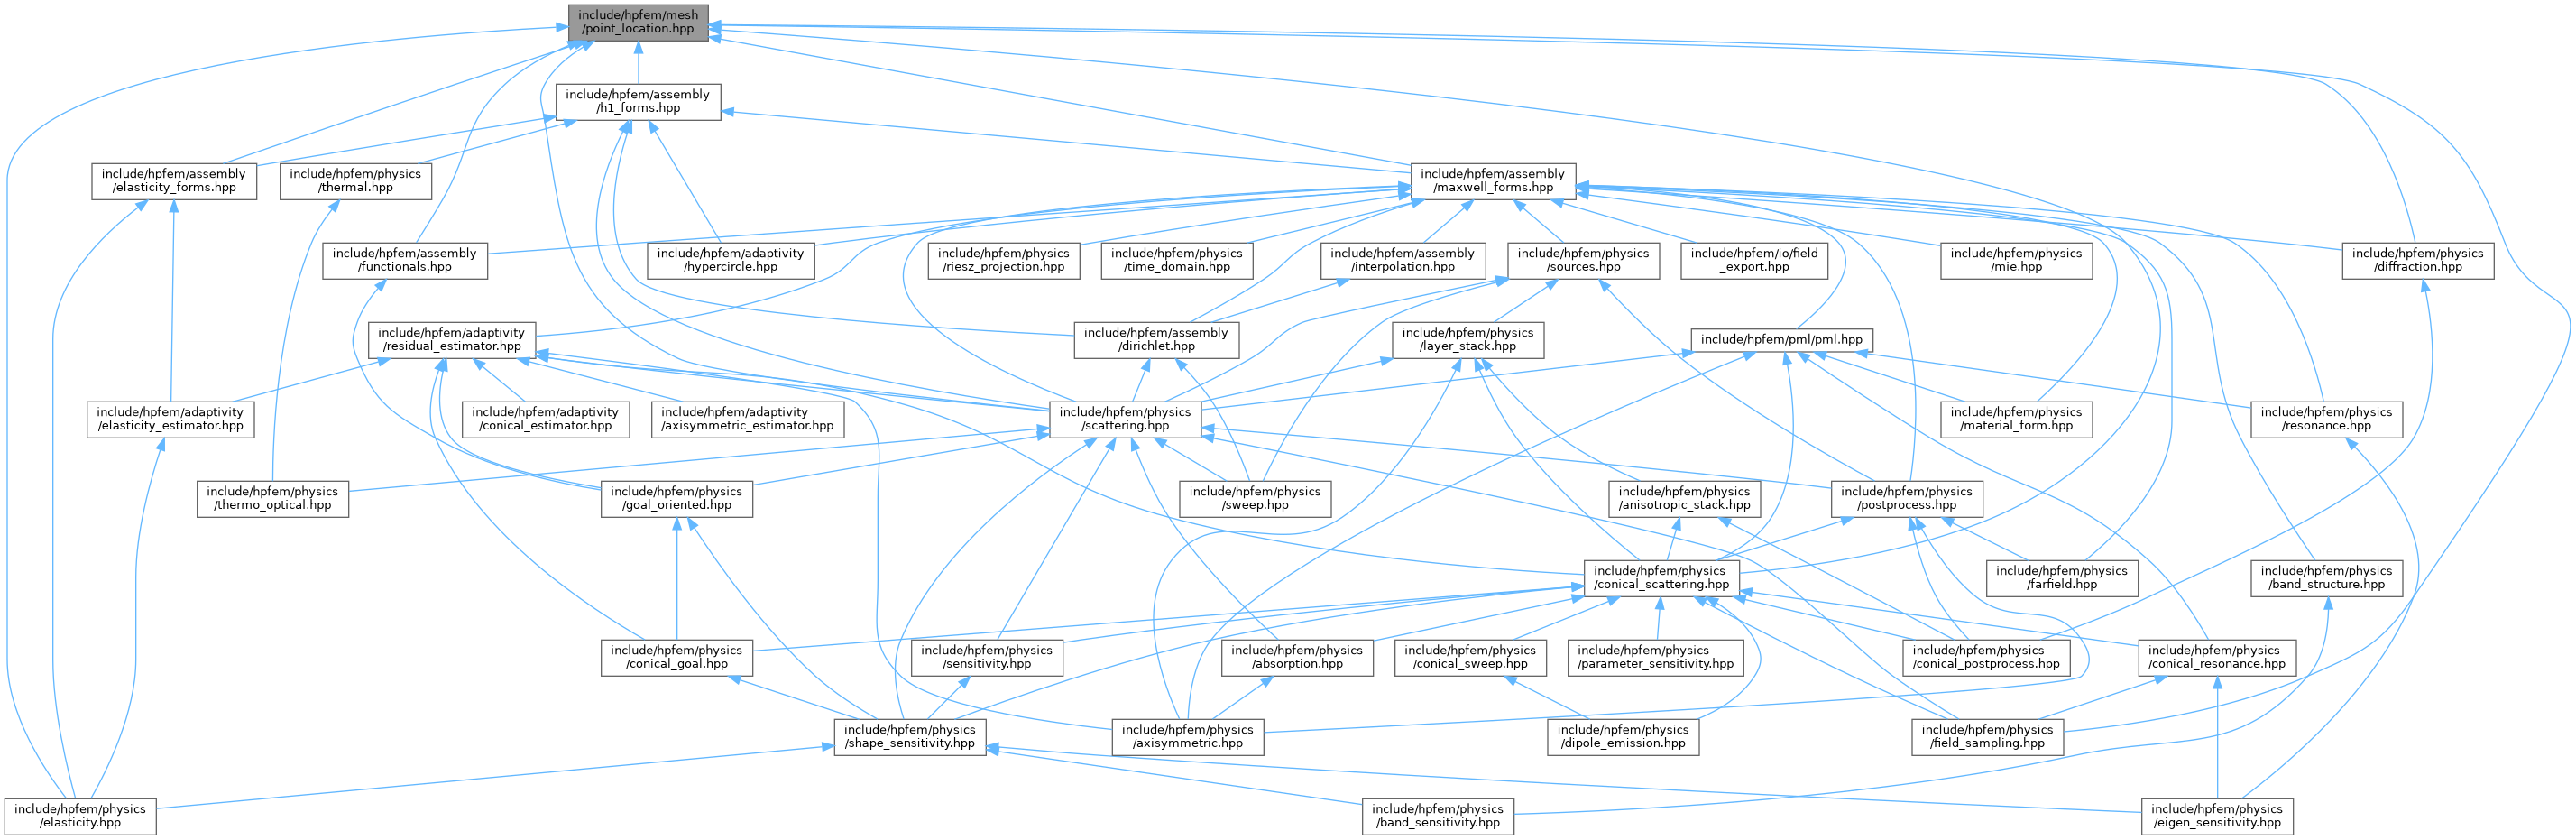 include/hpfem/mesh
/point_location.hpp
include/hpfem/assembly
/h1_forms.hpp
include/hpfem/assembly
/elasticity_forms.hpp
include/hpfem/physics
/thermal.hpp
include/hpfem/assembly
/maxwell_forms.hpp
include/hpfem/assembly
/functionals.hpp
include/hpfem/adaptivity
/hypercircle.hpp
include/hpfem/physics
/riesz_projection.hpp
include/hpfem/physics
/time_domain.hpp
include/hpfem/assembly
/interpolation.hpp
include/hpfem/physics
/sources.hpp
include/hpfem/io/field
_export.hpp
include/hpfem/physics
/mie.hpp
include/hpfem/physics
/diffraction.hpp
include/hpfem/adaptivity
/residual_estimator.hpp
include/hpfem/assembly
/dirichlet.hpp
include/hpfem/physics
/layer_stack.hpp
include/hpfem/pml/pml.hpp
include/hpfem/adaptivity
/elasticity_estimator.hpp
include/hpfem/adaptivity
/conical_estimator.hpp
include/hpfem/adaptivity
/axisymmetric_estimator.hpp
include/hpfem/physics
/scattering.hpp
include/hpfem/physics
/material_form.hpp
include/hpfem/physics
/resonance.hpp
include/hpfem/physics
/thermo_optical.hpp
include/hpfem/physics
/goal_oriented.hpp
include/hpfem/physics
/sweep.hpp
include/hpfem/physics
/anisotropic_stack.hpp
include/hpfem/physics
/postprocess.hpp
include/hpfem/physics
/conical_scattering.hpp
include/hpfem/physics
/farfield.hpp
include/hpfem/physics
/band_structure.hpp
include/hpfem/physics
/conical_goal.hpp
include/hpfem/physics
/sensitivity.hpp
include/hpfem/physics
/absorption.hpp
include/hpfem/physics
/conical_sweep.hpp
include/hpfem/physics
/parameter_sensitivity.hpp
include/hpfem/physics
/conical_postprocess.hpp
include/hpfem/physics
/conical_resonance.hpp
include/hpfem/physics
/shape_sensitivity.hpp
include/hpfem/physics
/axisymmetric.hpp
include/hpfem/physics
/dipole_emission.hpp
include/hpfem/physics
/field_sampling.hpp
include/hpfem/physics
/elasticity.hpp
include/hpfem/physics
/band_sensitivity.hpp
include/hpfem/physics
/eigen_sensitivity.hpp